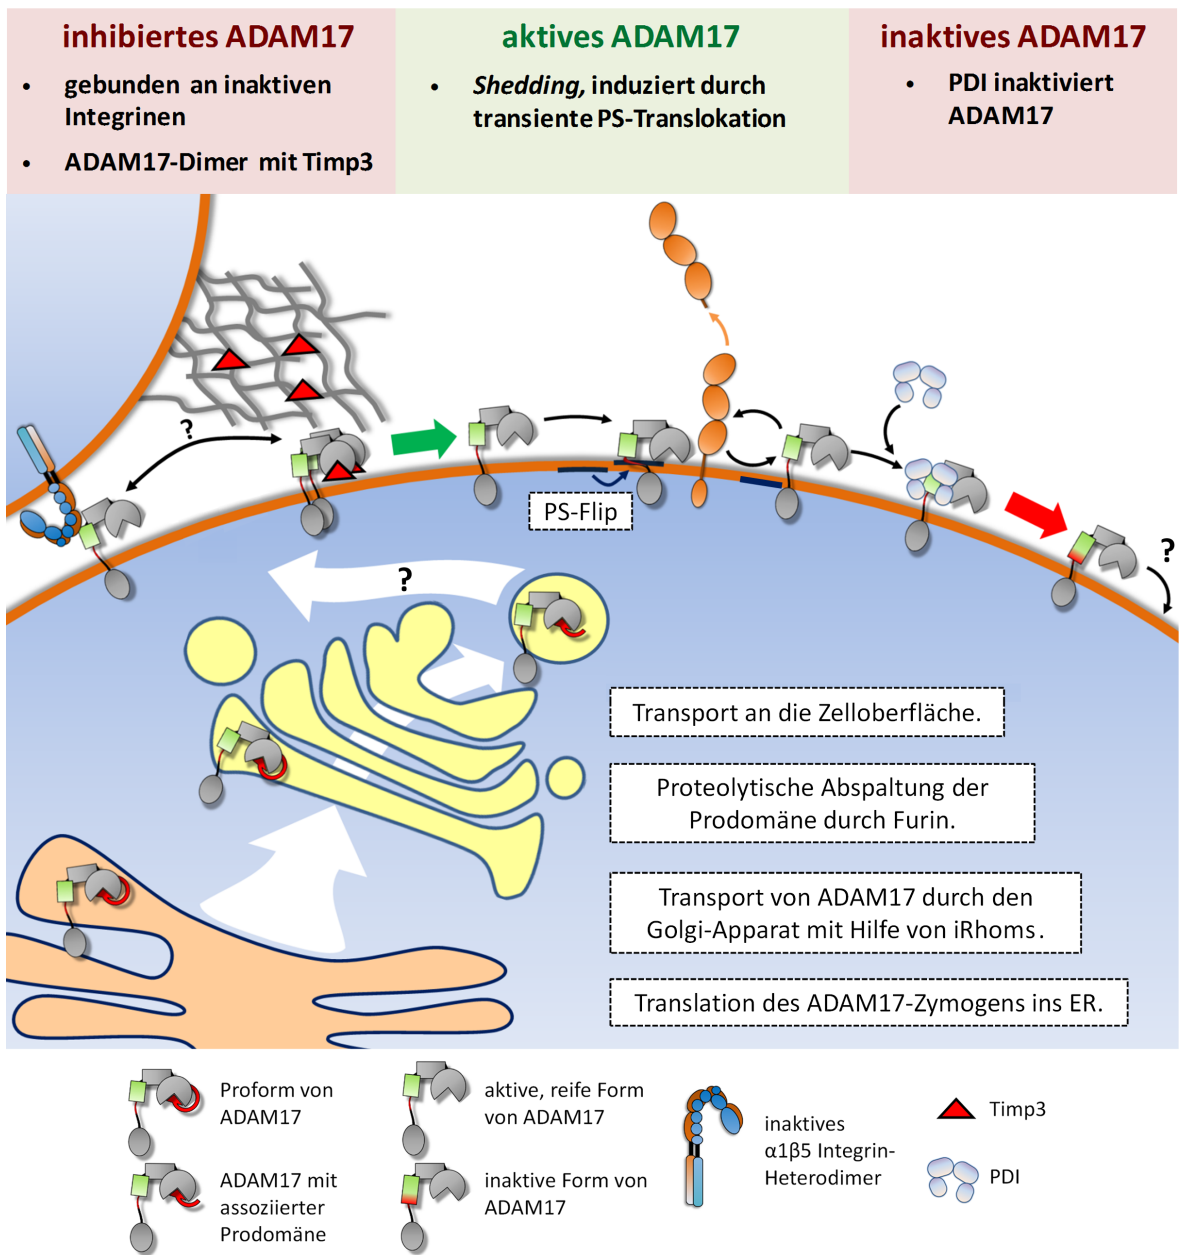 inhibiertes ADAM17
• gebunden an inaktiven
Integrinen
• ADAM17-Dimer mit Timp3
aktives ADAM17
• Shedding, induziert durch
transiente PS-Translokation
inaktives ADAM17
• PDI inaktiviert
ADAM17
?
PS-Flip
?
?
Transport an die Zelloberfläche.
Proteolytische Abspaltung der
Prodomäne durch Furin.
Transport von ADAM17 durch den
Golgi-Apparat mit Hilfe von iRhoms.
Translation des ADAM17-Zymogens ins ER.
Proform von
ADAM17
ADAM17 mit
assoziierter
Prodomäne
aktive, reife Form
von ADAM17
inaktive Form von
ADAM17
inaktives
α1β5 Integrin-
Heterodimer
Timp3
PDI